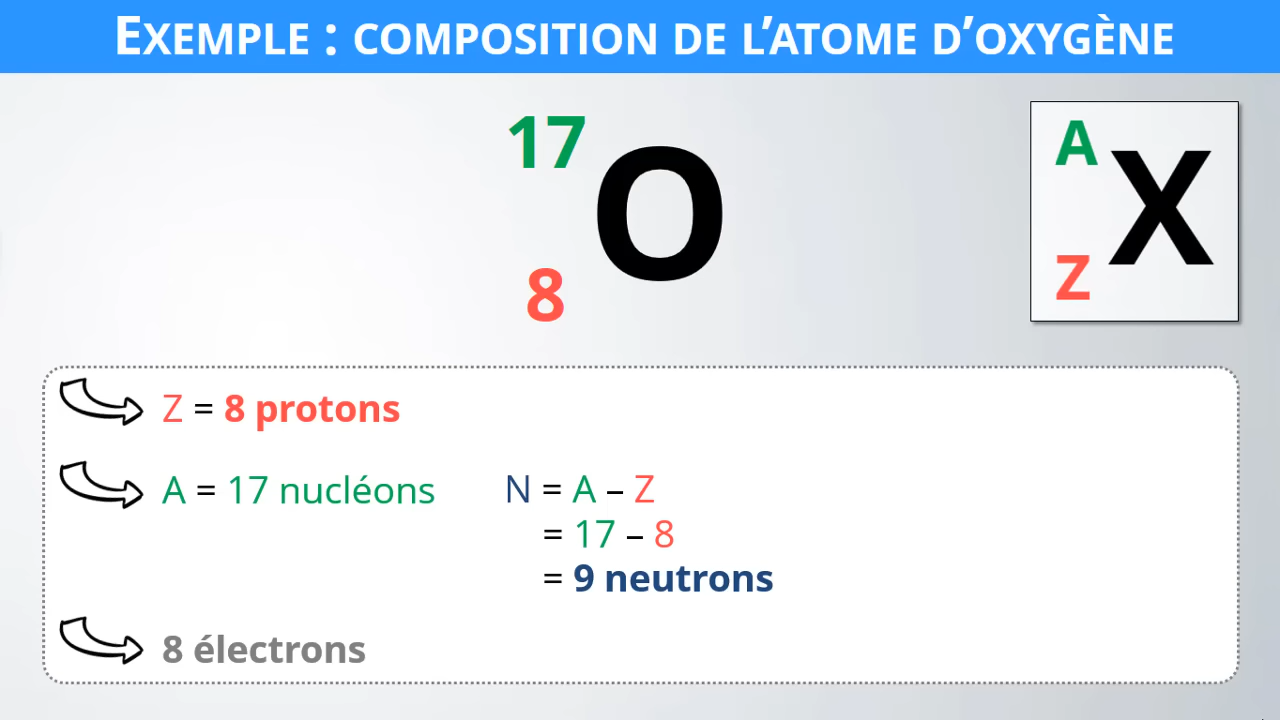 EXEMPLE : COMPOSITION DE L’ATOME D’OXYGÈNE
17
O
8
A
X
Z
Z = 8 protons
A = 17 nucléons
N = A – Z
= 17 – 8
= 9 neutrons
8 électrons